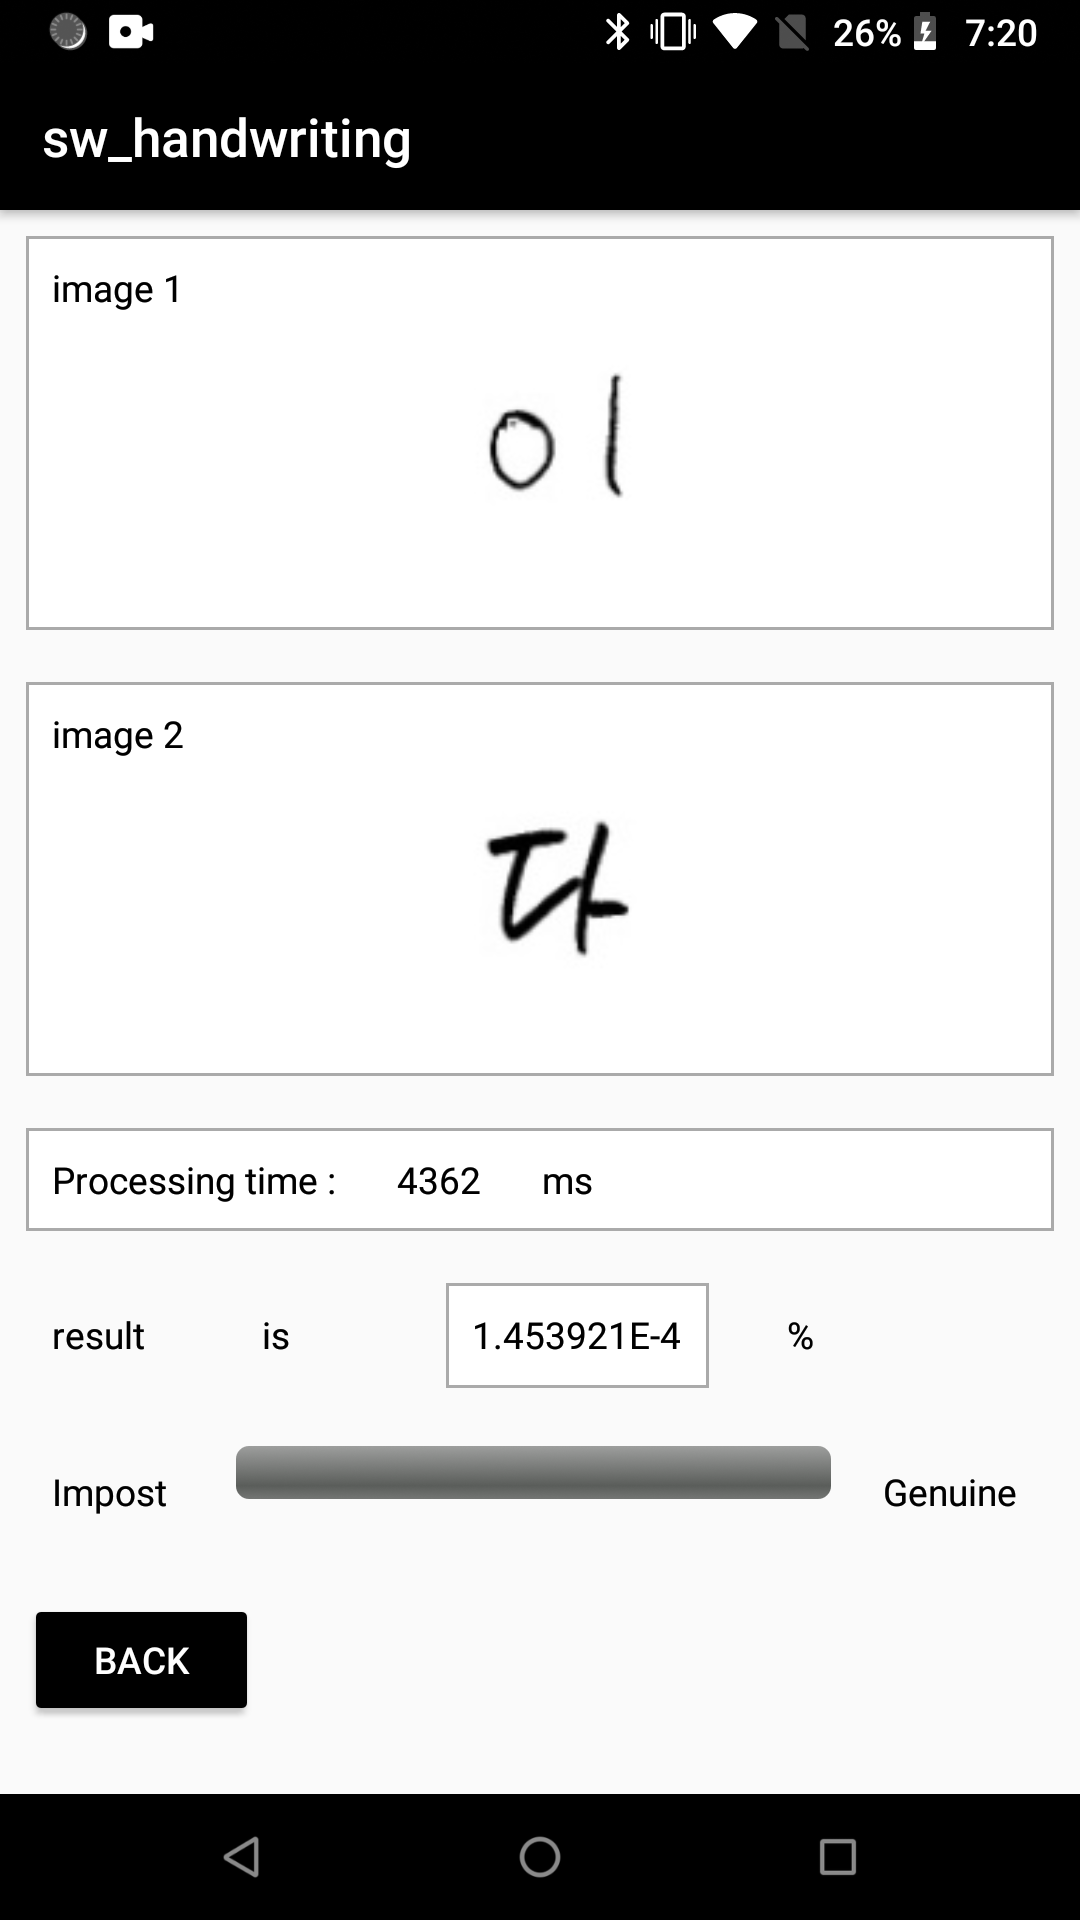 26% 7:20
sw_handwriting
image 1
이
image 2
다
Processing time : 4362 ms
result is 1.453921E-4 %
Impost Genuine
BACK